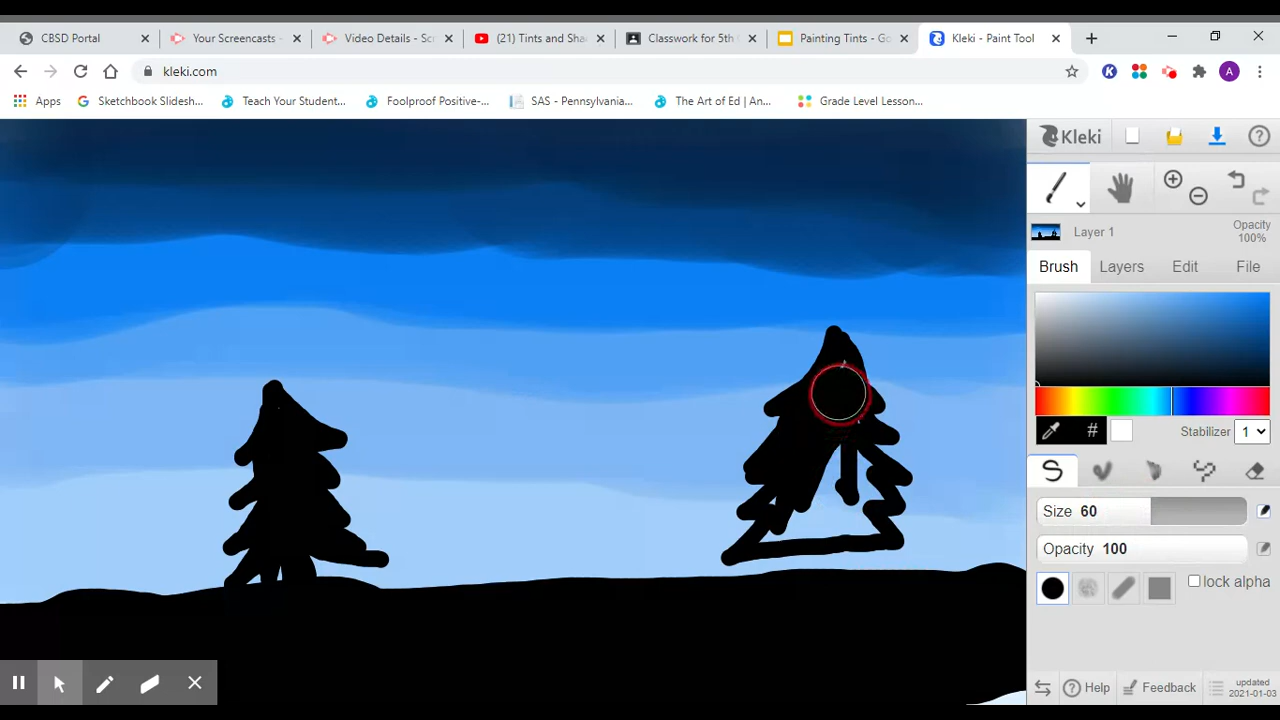 CBSD Portal
Your Screencasts -
Video Details - Scr
(21) Tints and Sha
Classwork for 5th
Painting Tints - Go
Kleki - Paint Tool
kleki.com
A
Apps
ketchbook Slidesh...
Teach Your Student...
Foolproof Positive-...
SAS - Pennsylvania...
The Art of Ed | An...
Grade Level Lesson...
Kleki
Layer 1
Opacity
100%
Brush
Layers
Edit
File
#
Stabilizer
1
Size 60
Opacity 100
lock alpha
Help
Feedback
updated
2021-01-03